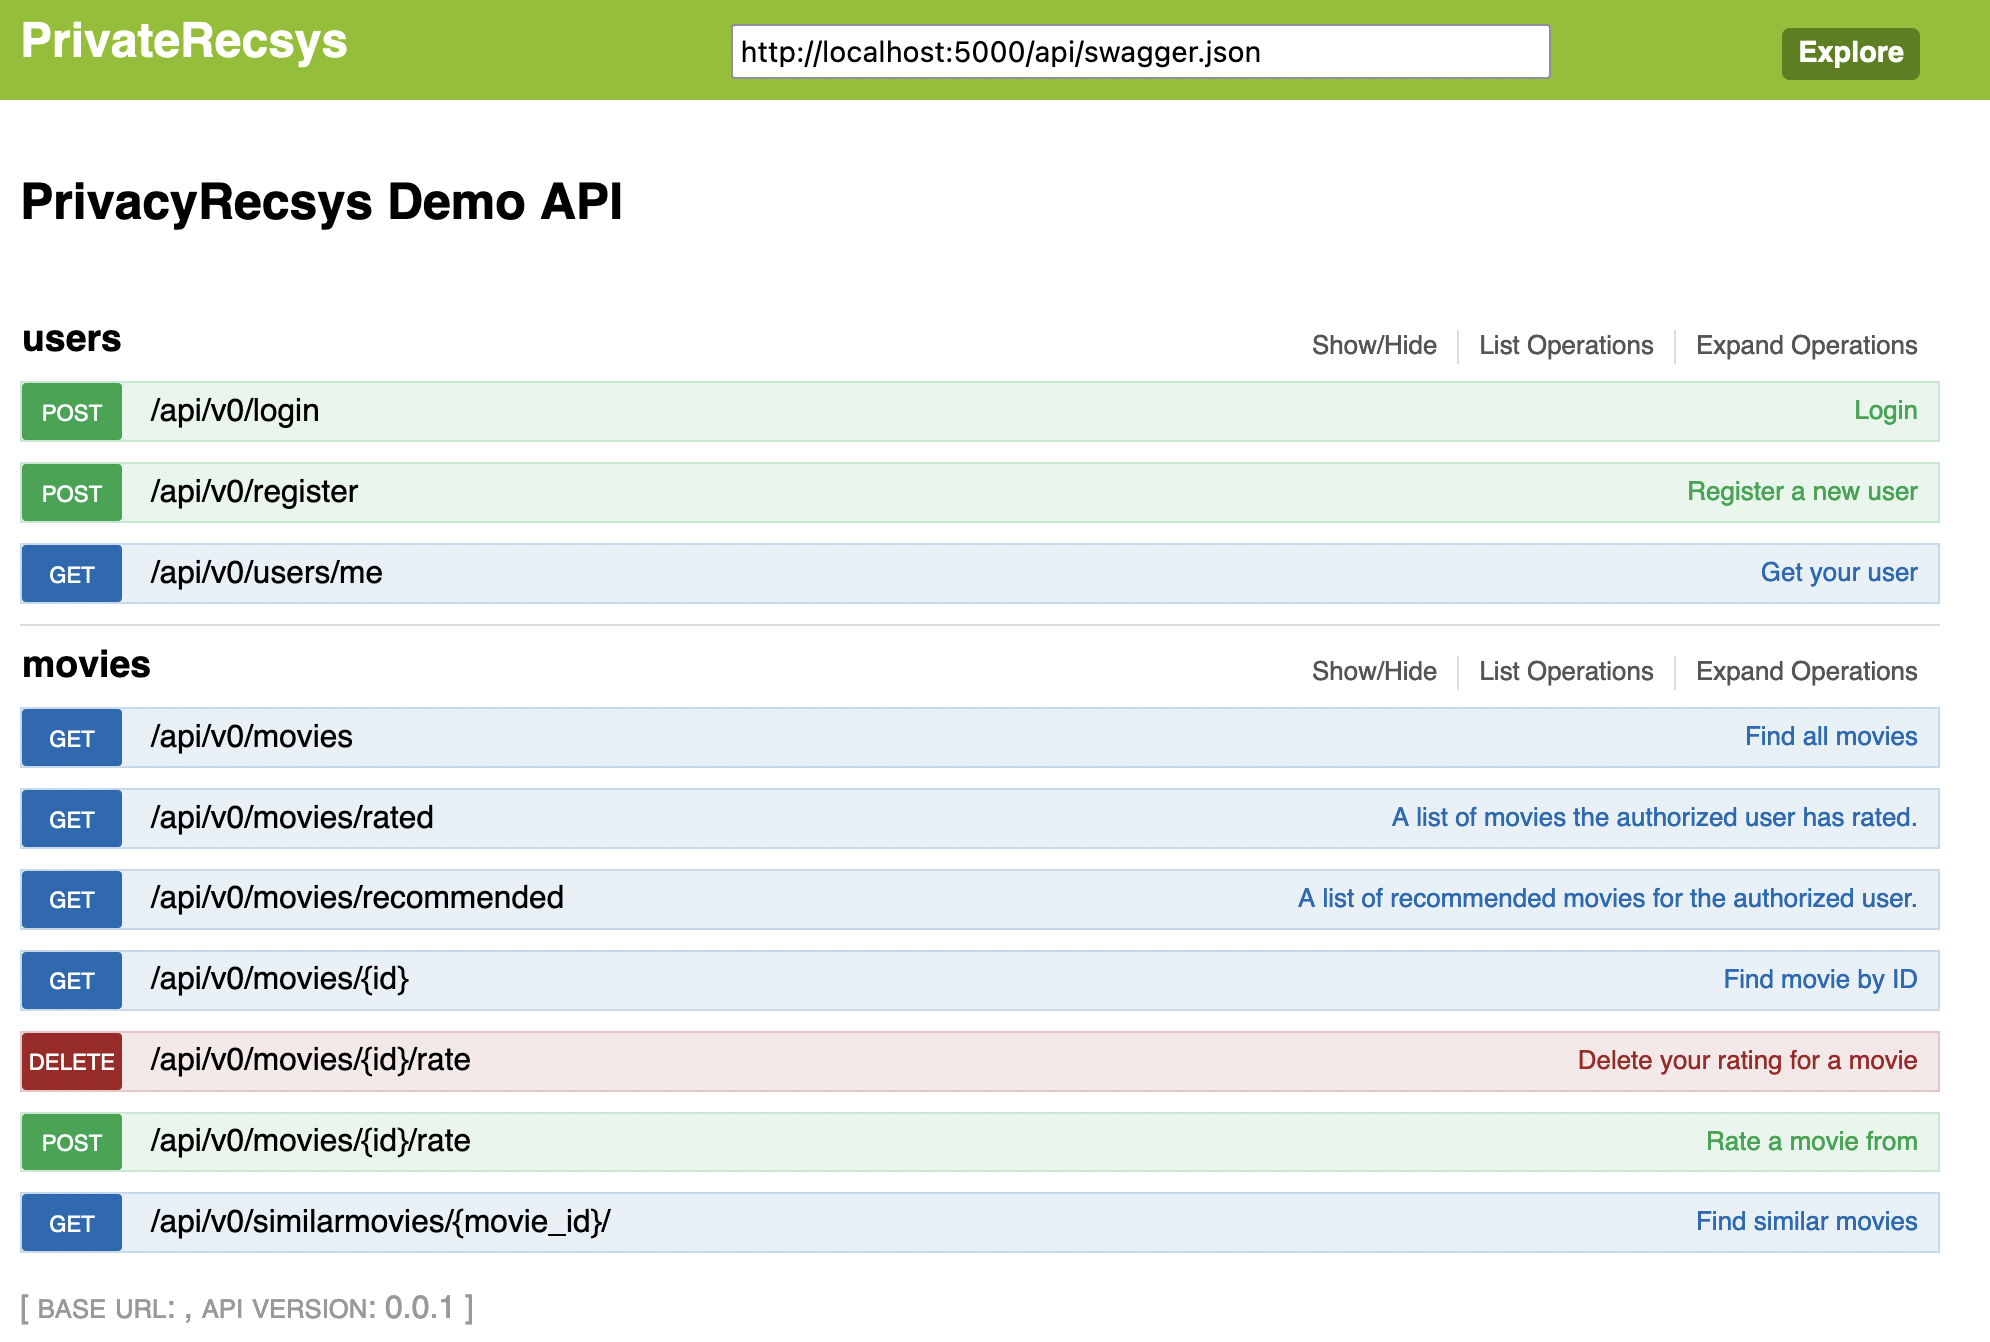 PrivateRecsys http://localhost:5000/api/swagger.json Explore
PrivacyRecsys Demo API
users Show/Hide List Operations Expand Operations
POST /api/v0/login Login
POST /api/v0/register Register a new user
GET /api/v0/users/me Get your user
movies Show/Hide List Operations Expand Operations
GET /api/v0/movies Find all movies
GET /api/v0/movies/rated A list of movies the authorized user has rated.
GET /api/v0/movies/recommended A list of recommended movies for the authorized user.
GET /api/v0/movies/{id} Find movie by ID
DELETE /api/v0/movies/{id}/rate Delete your rating for a movie
POST /api/v0/movies/{id}/rate Rate a movie from
GET /api/v0/similarmovies/{movie_id}/ Find similar movies
[ BASE URL: , API VERSION: 0.0.1 ]